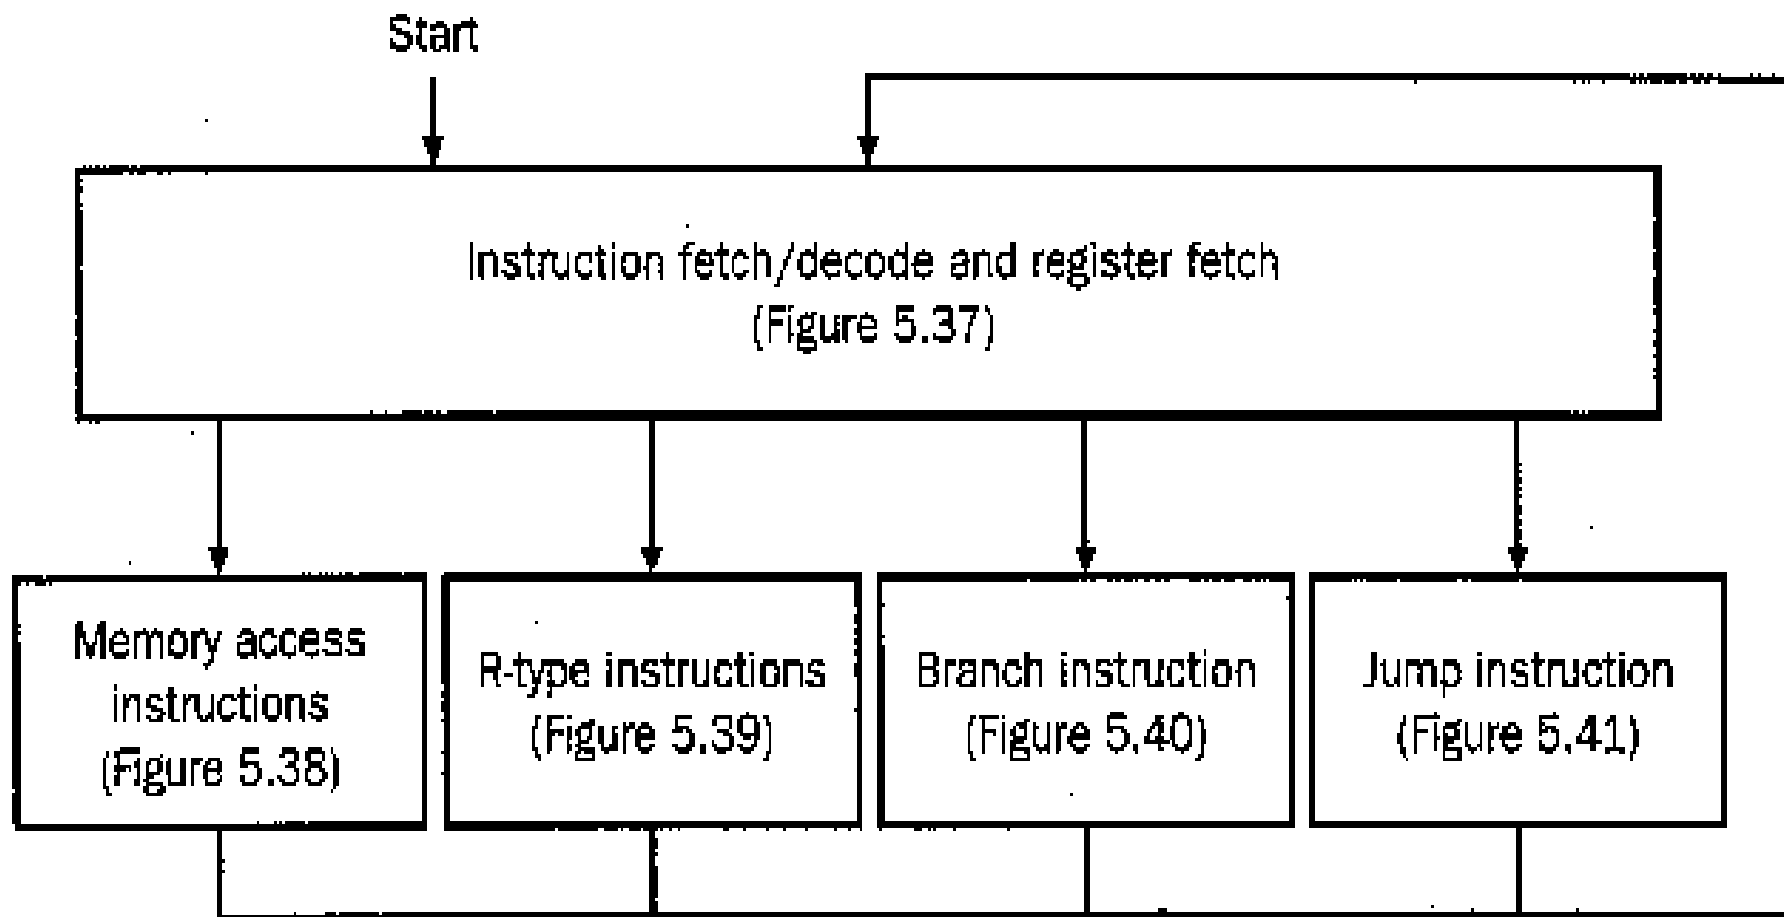 Start
Instruction fetch/decode and register fetch
(Figure 5.37)
Memory access
instructions
(Figure 5.38)
R-type instructions
(Figure 5.39)
Branch instruction
(Figure 5.40)
Jump instruction
(Figure 5.41)